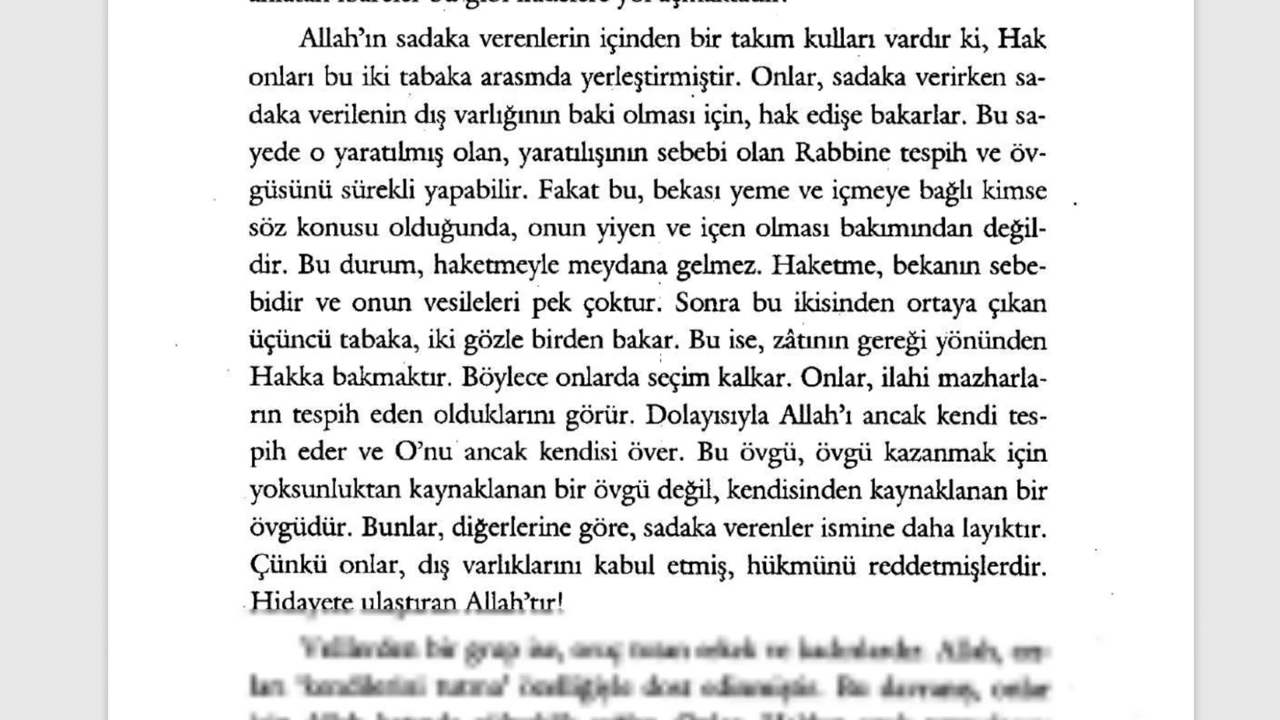 Allah’ın sadaka verenlerin içinden bir takım kulları vardır ki, Hak
onları bu iki tabaka arasmda yerleştirmiştir. Onlar, sadaka verirken sa-
daka verilenin dış varlığının baki olması için, hak edişe bakarlar. Bu sa-
yede o yaratılmış olan, yaratılışının sebebi olan Rabbine tespih ve öv-
güsünü sürekli yapabilir. Fakat bu, bekası yeme ve içmeye bağlı kimse
söz konusu olduğunda, onun yiyen ve içen olması bakımından değil-
dir. Bu durum, haketmeyle meydana gelmez. Haketme, bekanın sebe-
bidir ve onun vesileleri pek çoktur. Sonra bu ikisinden ortaya çıkan
üçüncü tabaka, iki gözle birden bakar. Bu ise, zâtının gereği yönünden
Hakka bakmaktır. Böylece onlarda seçim kalkar. Onlar, ilahi mazharla-
rın tespih eden olduklarını görür. Dolayısıyla Allah’ı ancak kendi tes-
pih eder ve O’nu ancak kendisi över. Bu övgü, övgü kazanmak için
yoksunluktan kaynaklanan bir övgü değil, kendisinden kaynaklanan bir
övgüdür. Bunlar, diğerlerine göre, sadaka verenler ismine daha layıktır.
Çünkü onlar, dış varlıklarını kabul etmiş, hükmünü reddetmişlerdir.
Hidayete ulaştıran Allah’tır!